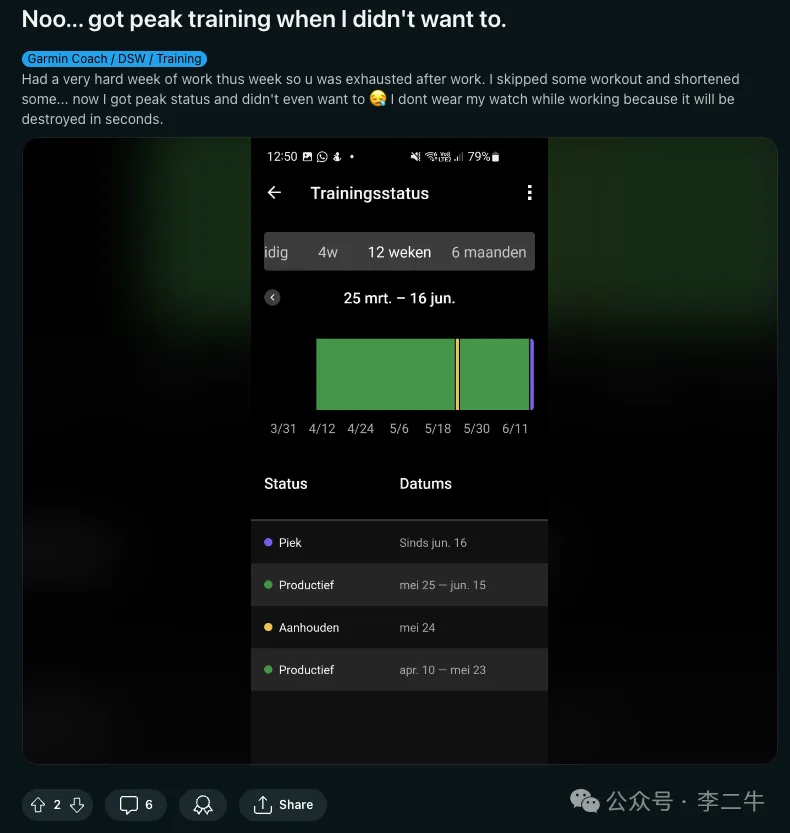 Noo... got peak training when I didn't want to.
Garmin Coach / DSW / Training
Had a very hard week of work thus week so u was exhausted after work. I skipped some workout and shortened
some... now I got peak status and didn't even want to 😪 I dont wear my watch while working because it will be
destroyed in seconds.
12:50 79%
Trainingsstatus
idig 4w 12 weken 6 maanden
25 mrt. – 16 jun.
3/31 4/12 4/24 5/6 5/18 5/30 6/11
Status Datums
Piek Sinds jun. 16
Productief mei 25 — jun. 15
Aanhouden mei 24
Productief apr. 10 — mei 23
2 6 Share
公众号 · 李二牛